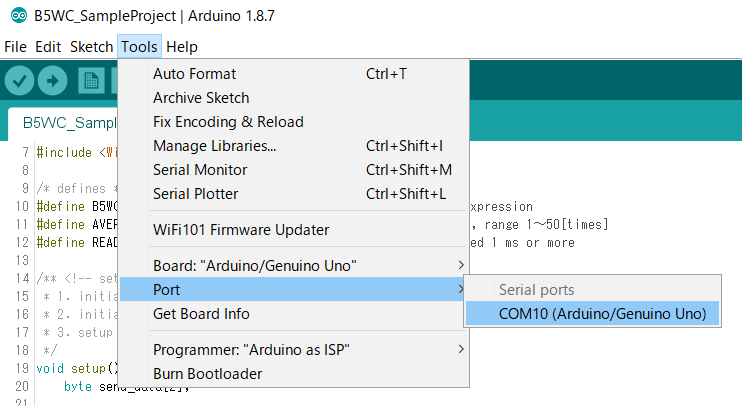 B5WC_SampleProject | Arduino 1.8.7
File Edit Sketch Tools Help
Auto Format Ctrl+T
Archive Sketch
Fix Encoding & Reload
Manage Libraries... Ctrl+Shift+I
Serial Monitor Ctrl+Shift+M
Serial Plotter Ctrl+Shift+L
WiFi101 Firmware Updater
Board: "Arduino/Genuino Uno"
Port
Get Board Info
Programmer: "Arduino as ISP"
Burn Bootloader
Serial ports
COM10 (Arduino/Genuino Uno)
B5WC_Sampl
7 #include <Wi
8
9 /* defines *
10 #define B5WC xpression
11 #define AVER , range 1～50[times]
12 #define READ ed 1 ms or more
13
14 /** <!-- set
15 * 1. initia
16 * 2. initia
17 * 3. setup
18 */
19 void setup()
20 byte send_data[2];
21